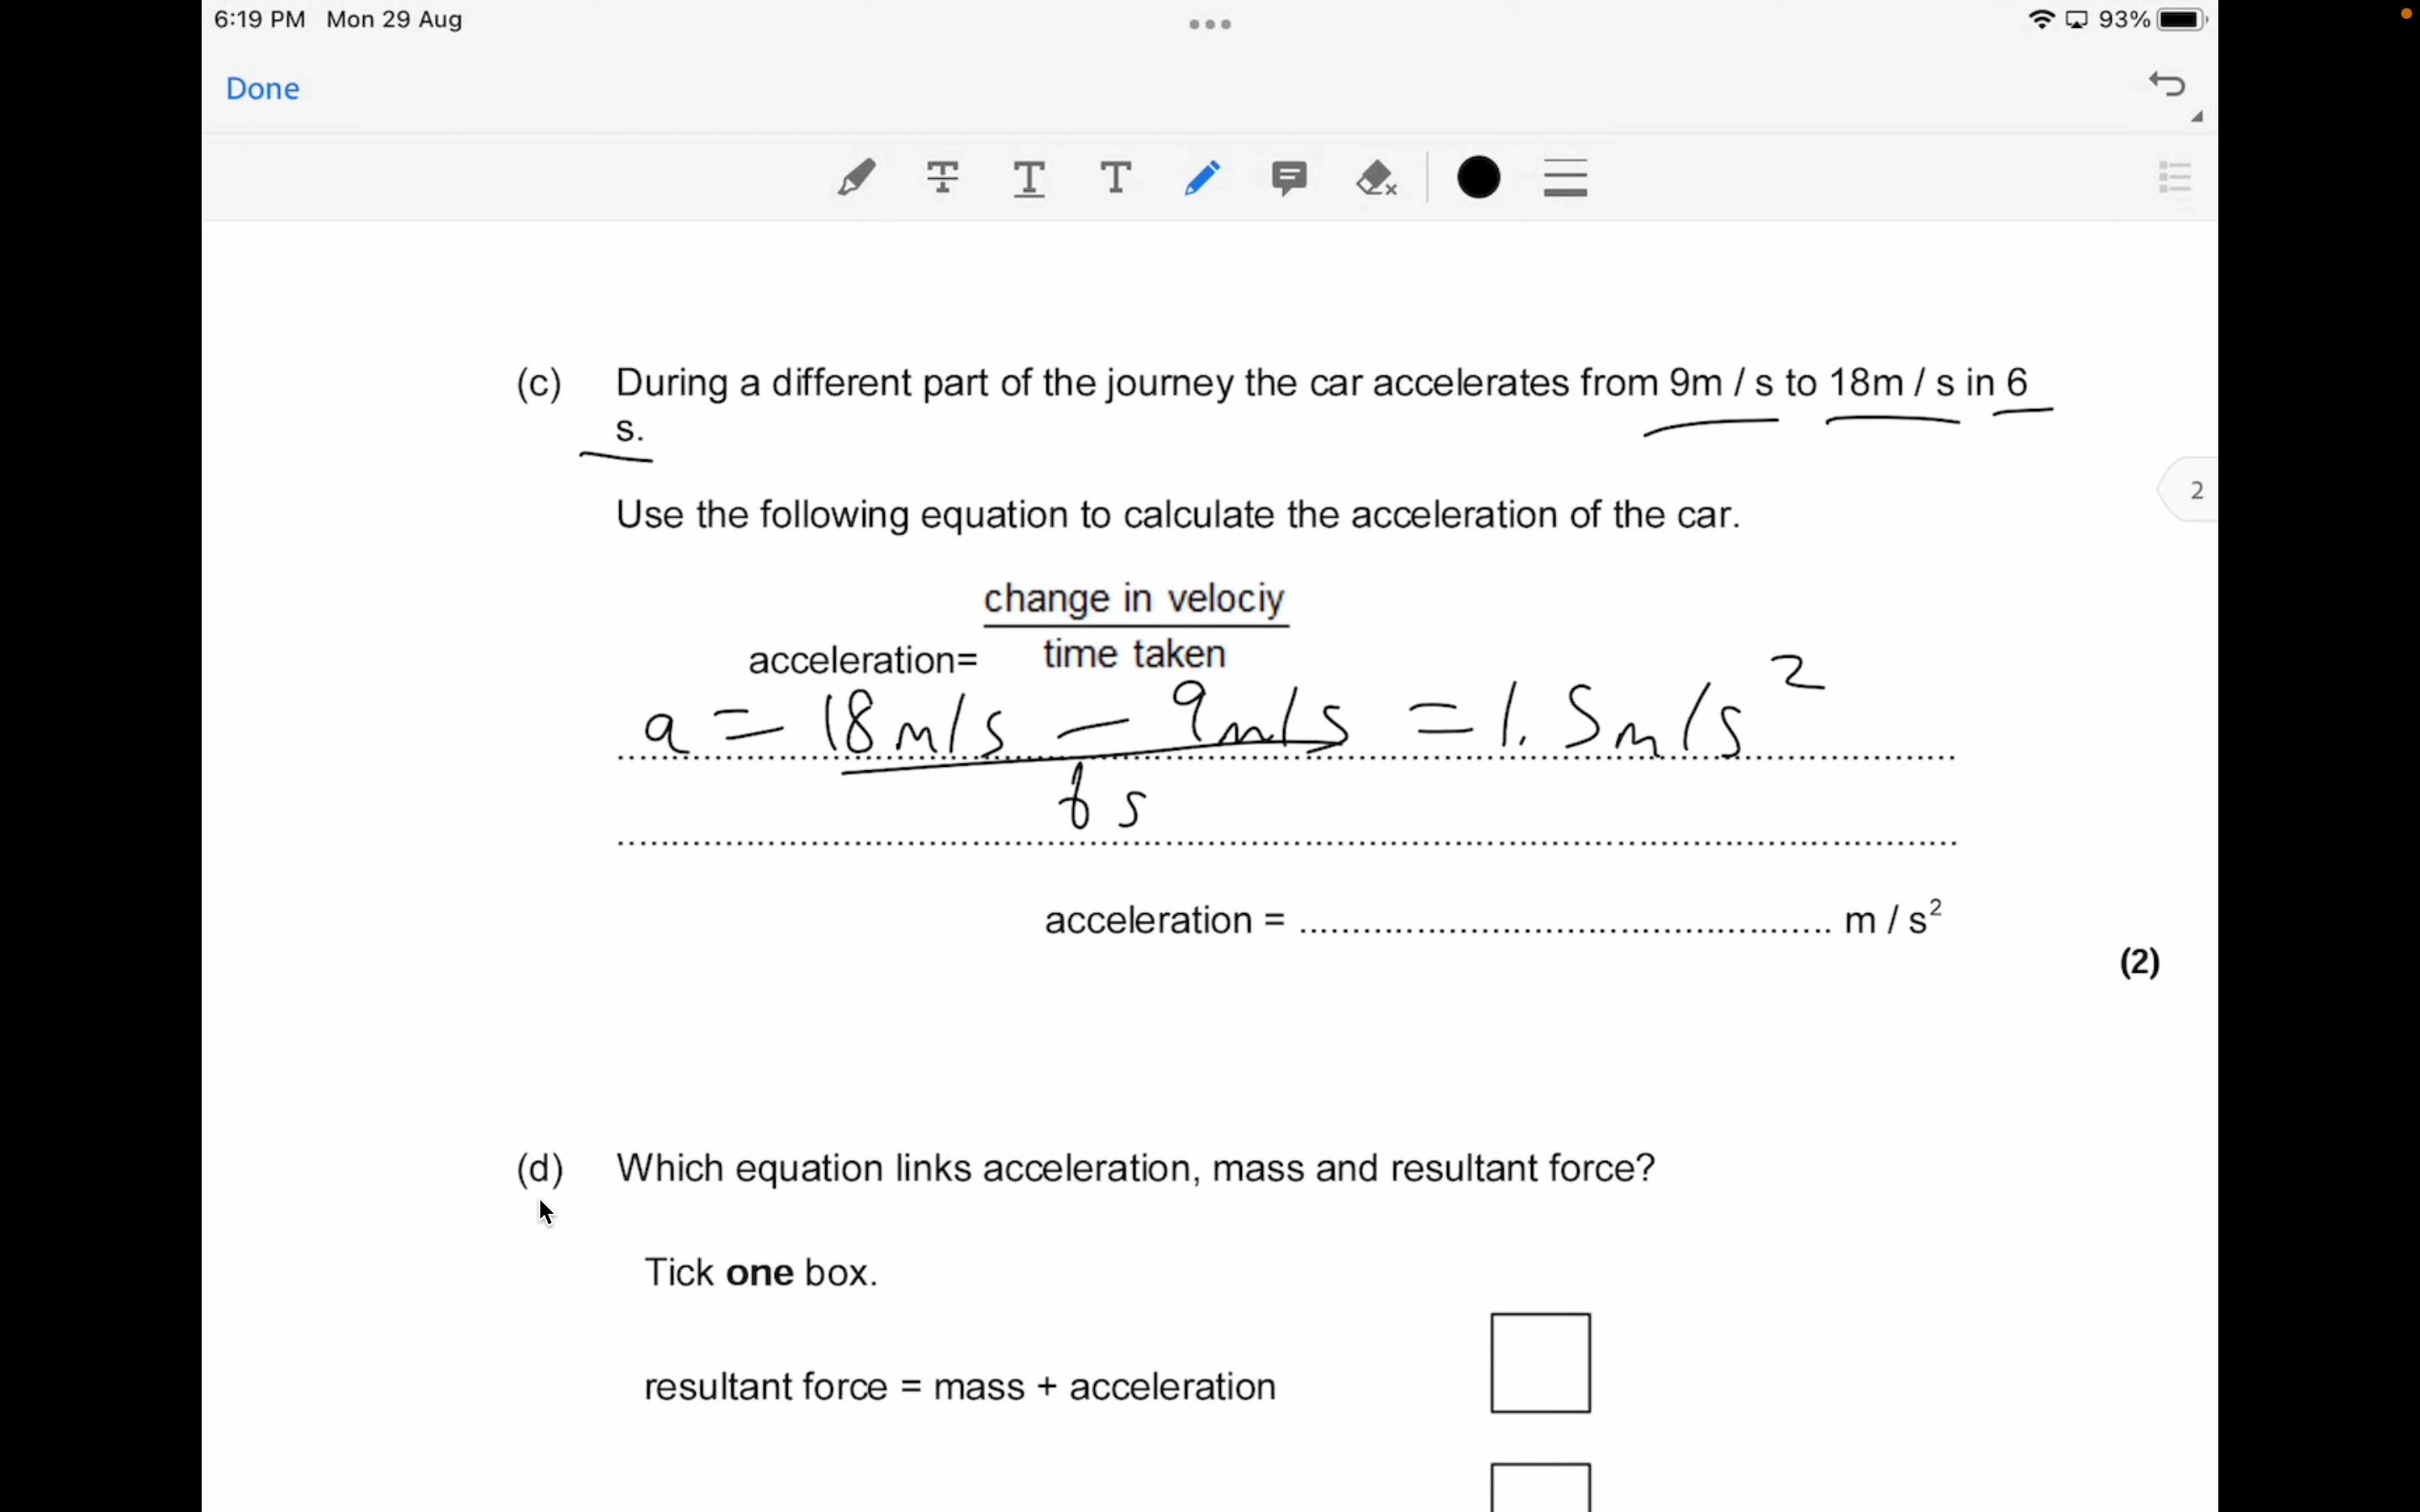 6:19 PM Mon 29 Aug
93%
Done
(c) During a different part of the journey the car accelerates from 9m / s to 18m / s in 6
s.
2
Use the following equation to calculate the acceleration of the car.
change in velociy
acceleration= time taken
a = 18m/s - 9m/s = 1.5m/s²
6s
acceleration = .................................................. m / s²
(2)
(d) Which equation links acceleration, mass and resultant force?
Tick one box.
resultant force = mass + acceleration